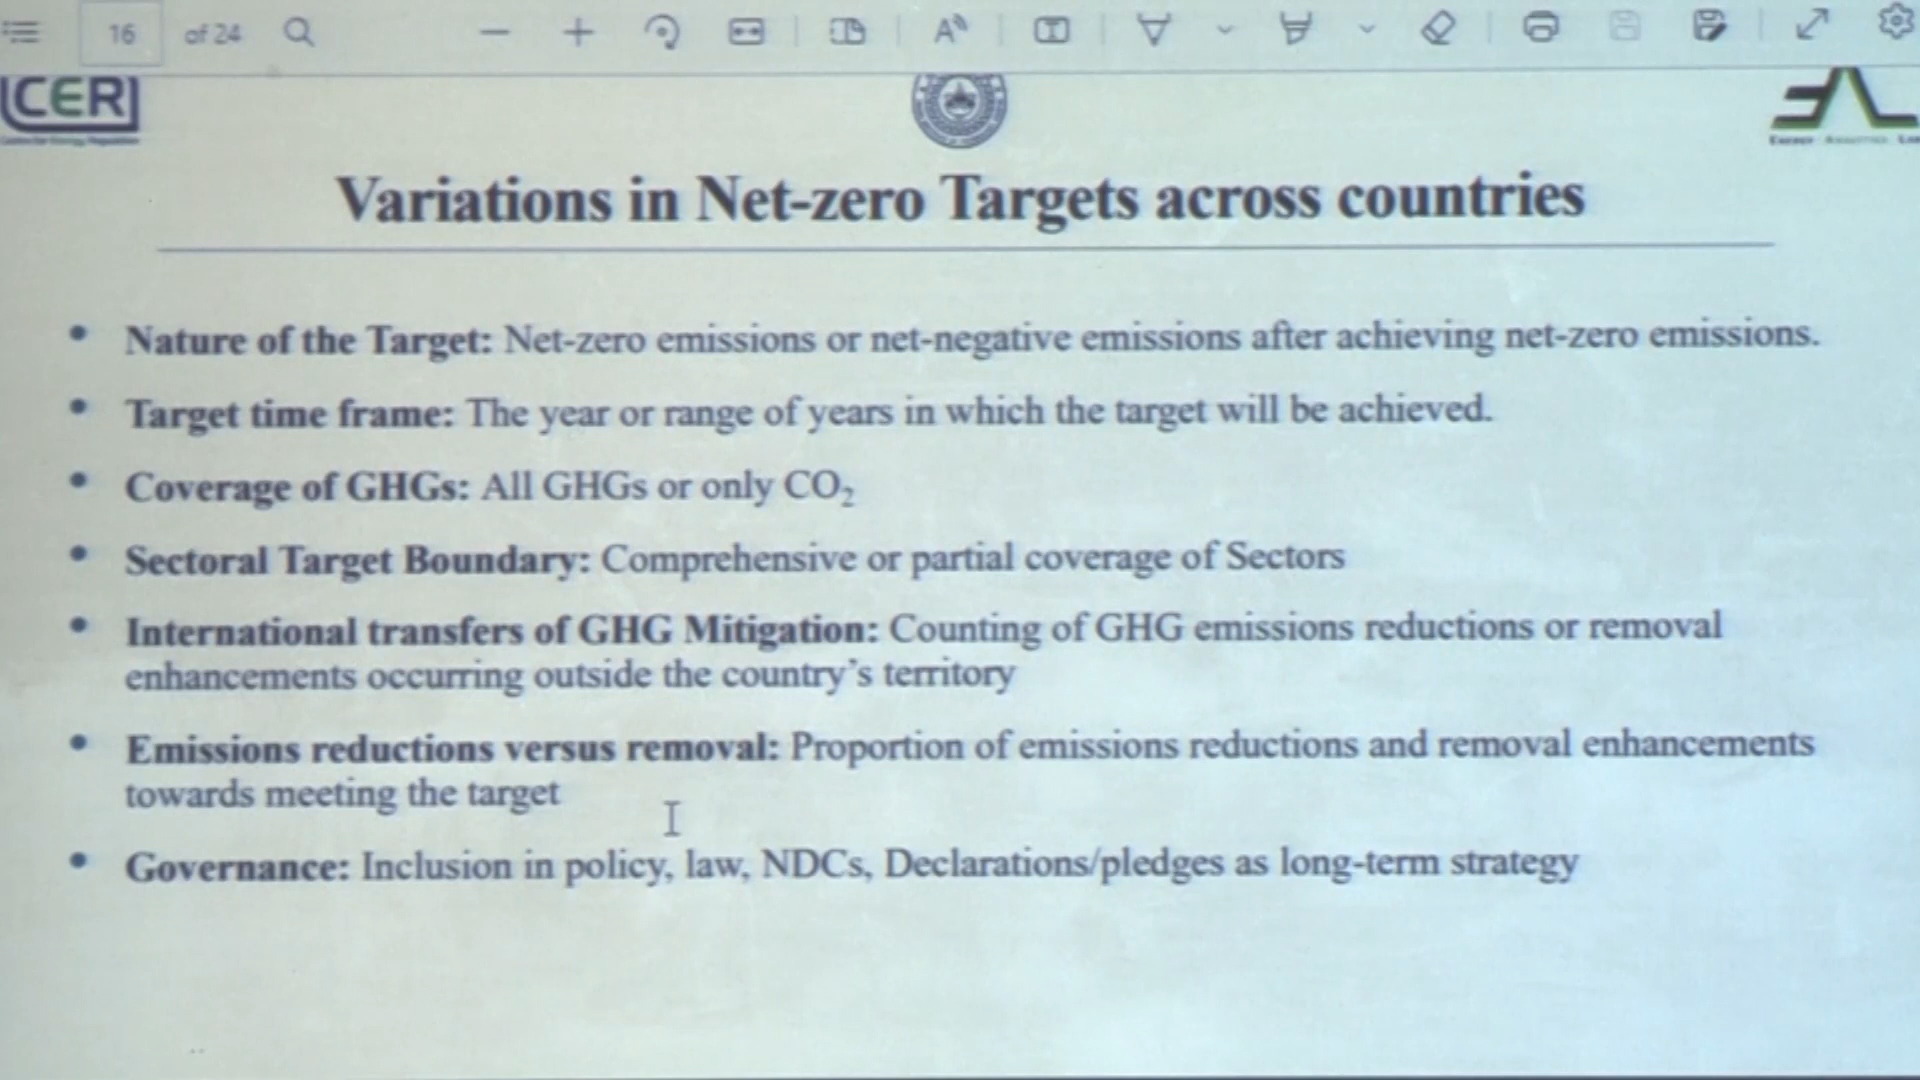 16 of 24
CER
Variations in Net-zero Targets across countries
• Nature of the Target: Net-zero emissions or net-negative emissions after achieving net-zero emissions.
• Target time frame: The year or range of years in which the target will be achieved.
• Coverage of GHGs: All GHGs or only CO₂
• Sectoral Target Boundary: Comprehensive or partial coverage of Sectors
• International transfers of GHG Mitigation: Counting of GHG emissions reductions or removal
enhancements occurring outside the country's territory
• Emissions reductions versus removal: Proportion of emissions reductions and removal enhancements
towards meeting the target
• Governance: Inclusion in policy, law, NDCs, Declarations/pledges as long-term strategy